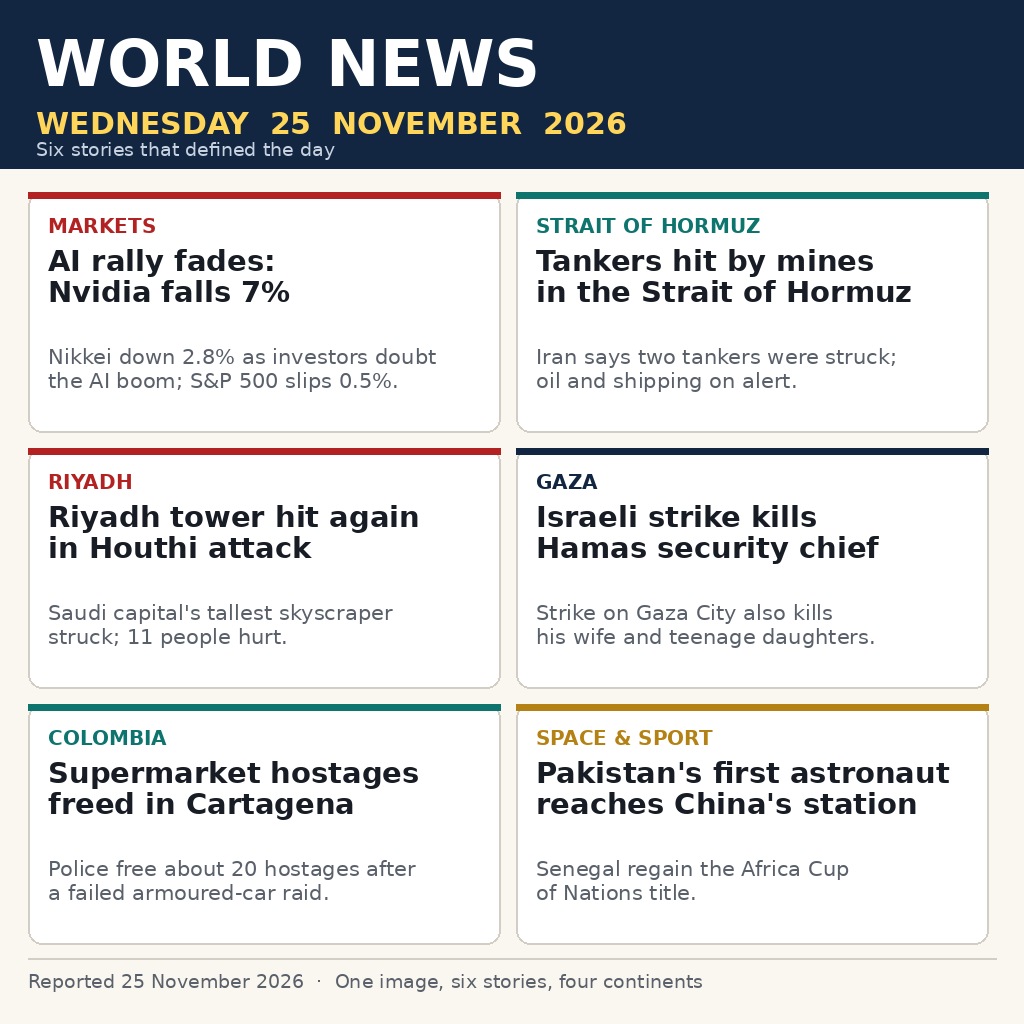 WORLD NEWS
WEDNESDAY 25 NOVEMBER 2026
Six stories that defined the day
MARKETS
AI rally fades:
Nvidia falls 7%
Nikkei down 2.8% as investors doubt
the AI boom; S&P 500 slips 0.5%.
STRAIT OF HORMUZ
Tankers hit by mines
in the Strait of Hormuz
Iran says two tankers were struck;
oil and shipping on alert.
RIYADH
Riyadh tower hit again
in Houthi attack
Saudi capital's tallest skyscraper
struck; 11 people hurt.
GAZA
Israeli strike kills
Hamas security chief
Strike on Gaza City also kills
his wife and teenage daughters.
COLOMBIA
Supermarket hostages
freed in Cartagena
Police free about 20 hostages after
a failed armoured-car raid.
SPACE & SPORT
Pakistan's first astronaut
reaches China's station
Senegal regain the Africa Cup
of Nations title.
Reported 25 November 2026 · One image, six stories, four continents